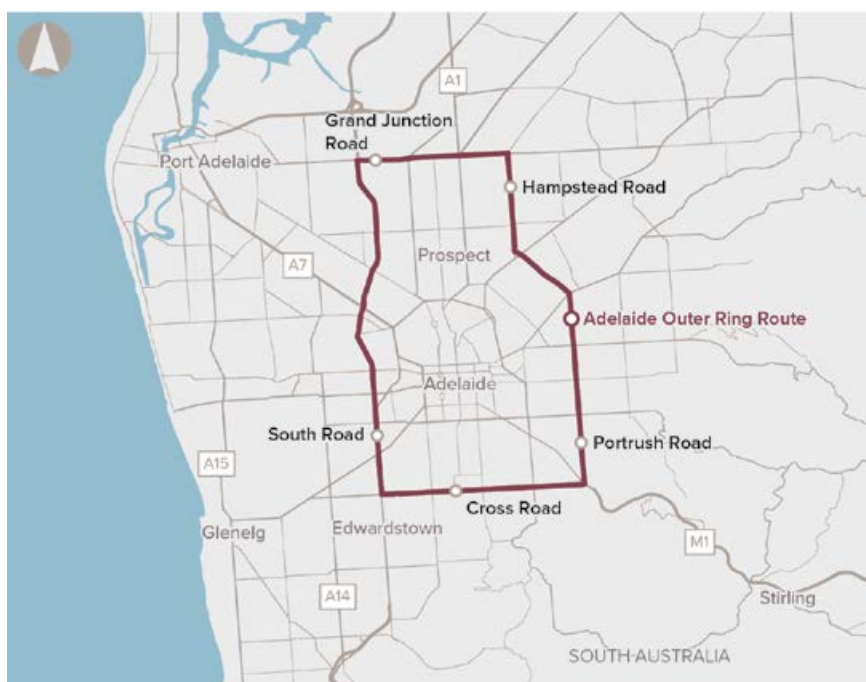 A1
Grand Junction
Road
Port Adelaide
Hampstead Road
Prospect
A7
Adelaide Outer Ring Route
Adelaide
South Road
Portrush Road
A15
Cross Road
Glenelg
Edwardstown
M1
A14
Stirling
SOUTH AUSTRALIA